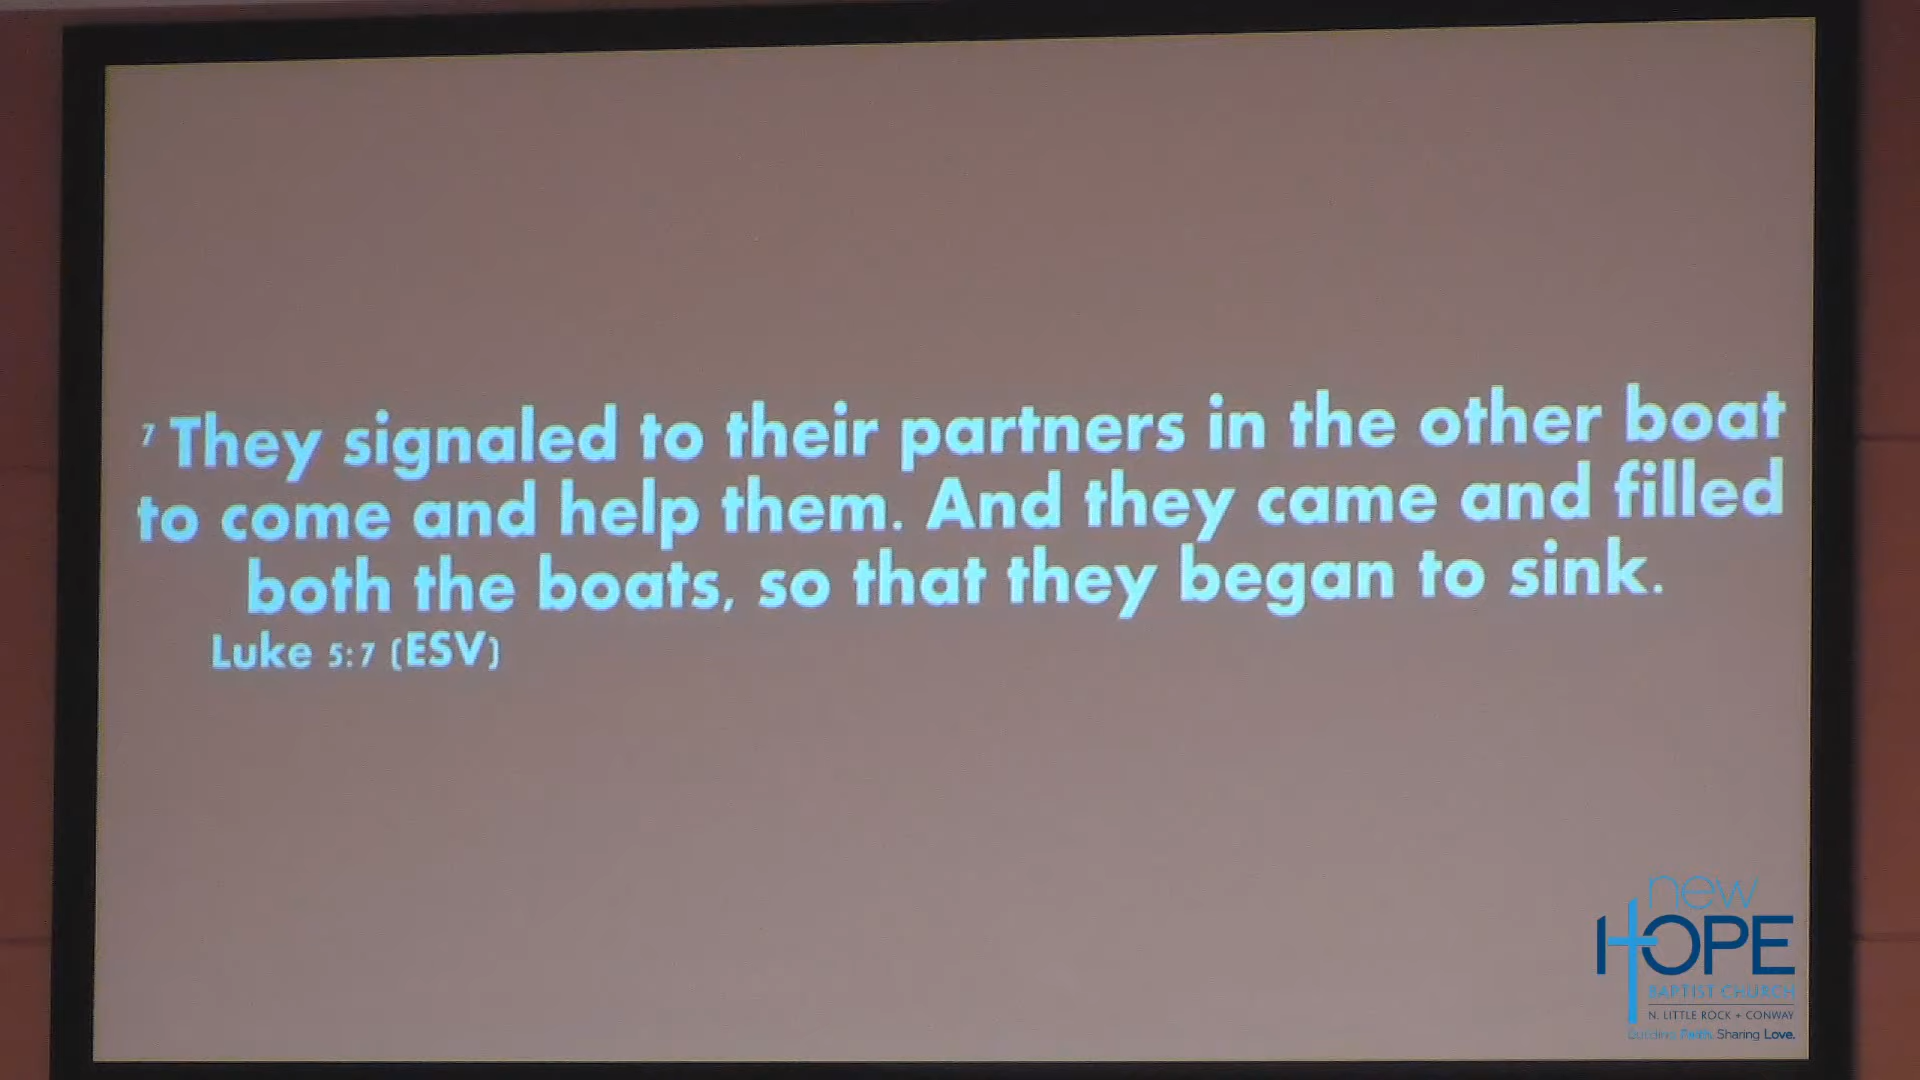 7 They signaled to their partners in the other boat
to come and help them. And they came and filled
both the boats, so that they began to sink.
Luke 5:7 (ESV)
new
HOPE
BAPTIST CHURCH
N. LITTLE ROCK + CONWAY
Building Faith. Sharing Love.